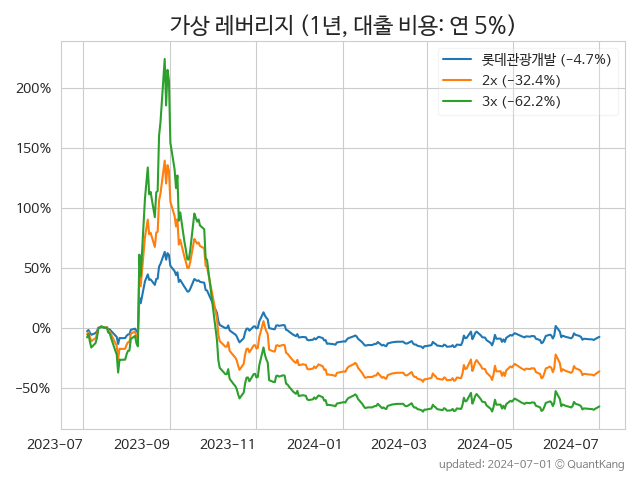 가상 레버리지 (1년, 대출 비용: 연 5%)
롯데관광개발 (−4.7%)
2x (−32.4%)
3x (−62.2%)
200%
150%
100%
50%
0%
−50%
2023-07
2023-09
2023-11
2024-01
2024-03
2024-05
2024-07
updated: 2024-07-01 © QuantKang